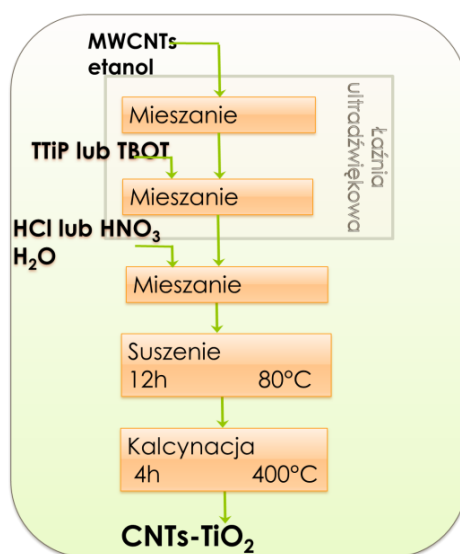 MWCNTs
etanol
Łaźnia
ultradźwiękowa
Mieszanie
TTiP lub TBOT
Mieszanie
HCl lub HNO₃
H₂O
Mieszanie
Suszenie
12h 80°C
Kalcynacja
4h 400°C
CNTs-TiO₂